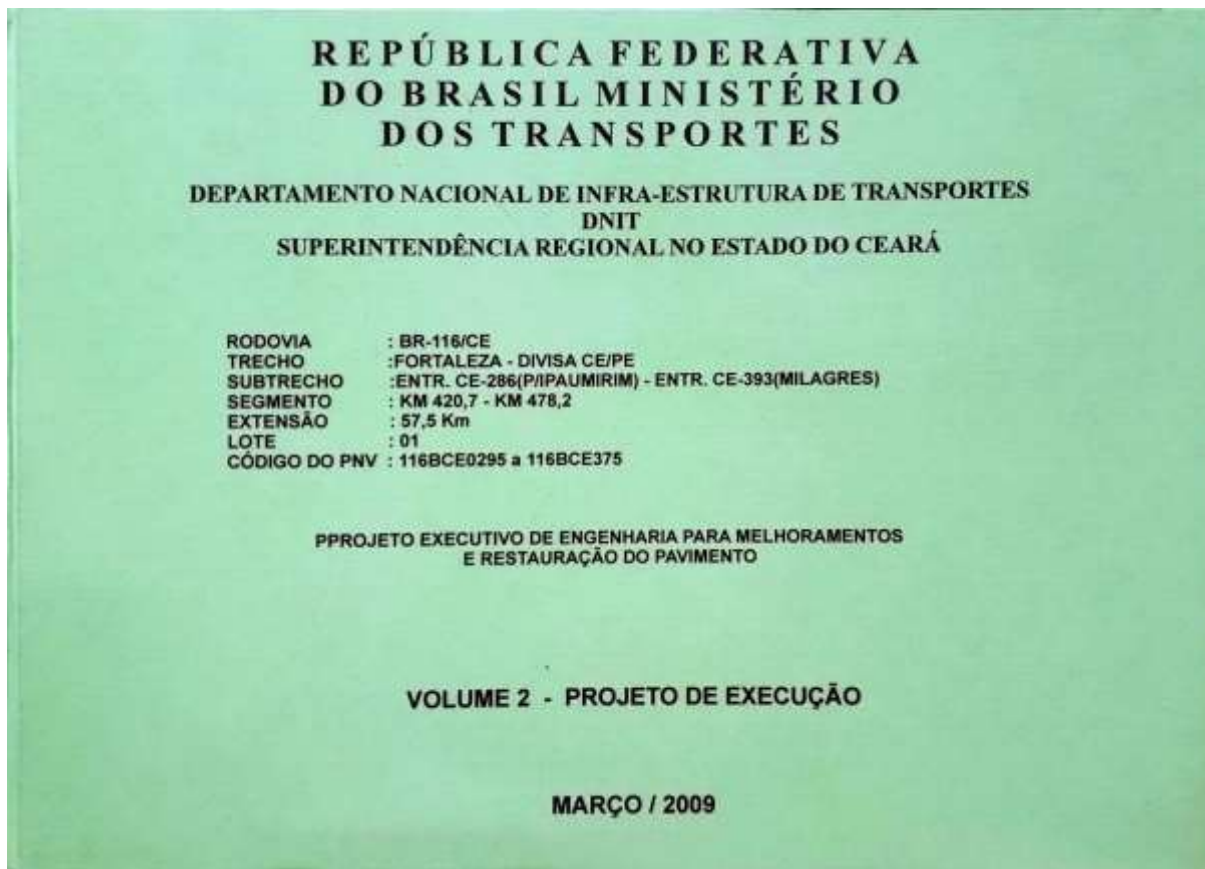 REPÚBLICA FEDERATIVA
DO BRASIL MINISTÉRIO
DOS TRANSPORTES
DEPARTAMENTO NACIONAL DE INFRA-ESTRUTURA DE TRANSPORTES
DNIT
SUPERINTENDÊNCIA REGIONAL NO ESTADO DO CEARÁ
RODOVIA : BR-116/CE
TRECHO :FORTALEZA - DIVISA CE/PE
SUBTRECHO :ENTR. CE-286(P/IPAUMIRIM) - ENTR. CE-393(MILAGRES)
SEGMENTO : KM 420,7 - KM 478,2
EXTENSÃO : 57,5 Km
LOTE : 01
CÓDIGO DO PNV : 116BCE0295 a 116BCE375
PPROJETO EXECUTIVO DE ENGENHARIA PARA MELHORAMENTOS
E RESTAURAÇÃO DO PAVIMENTO
VOLUME 2 - PROJETO DE EXECUÇÃO
MARÇO / 2009